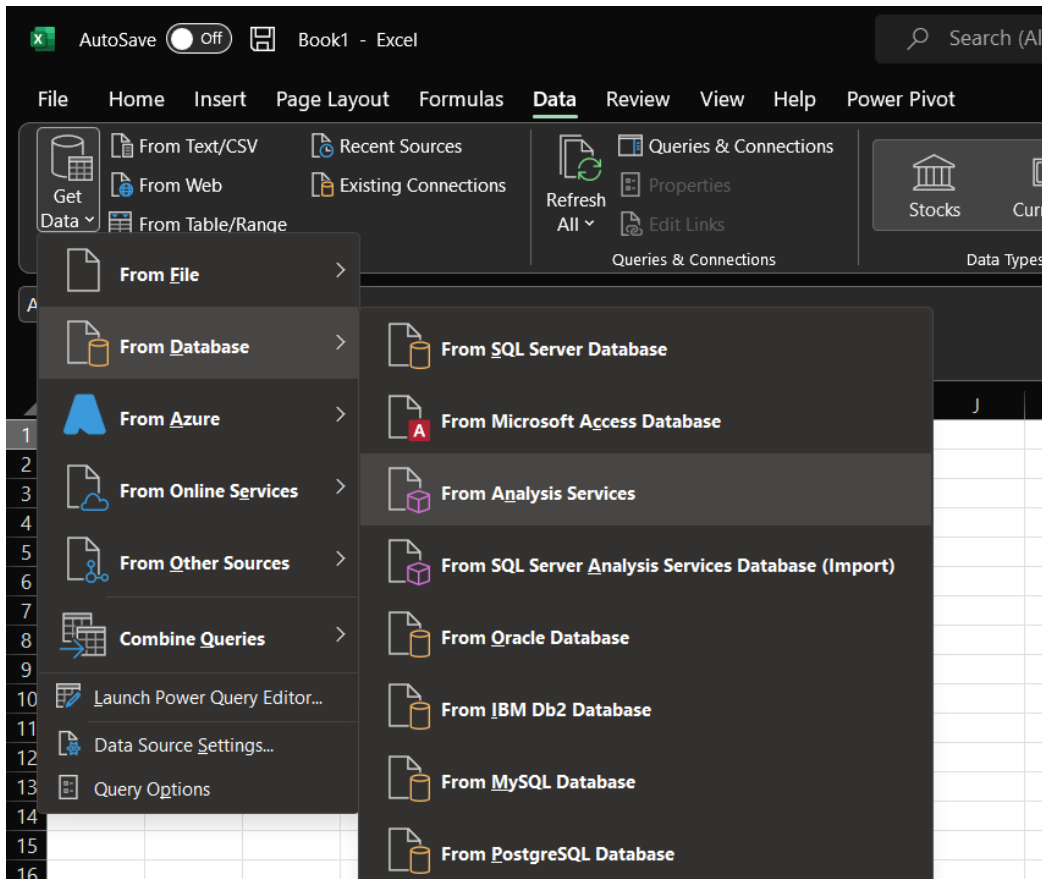 AutoSave Off Book1 - Excel Search (Al
File Home Insert Page Layout Formulas Data Review View Help Power Pivot
Get Data
From Text/CSV
From Web
From Table/Range
Recent Sources
Existing Connections
Refresh All
Queries & Connections
Properties
Edit Links
Queries & Connections
Stocks
Curr
Data Types
A
From File
From Database
From Azure
From Online Services
From Other Sources
Combine Queries
Launch Power Query Editor...
Data Source Settings...
Query Options
From SQL Server Database
From Microsoft Access Database
From Analysis Services
From SQL Server Analysis Services Database (Import)
From Oracle Database
From IBM Db2 Database
From MySQL Database
From PostgreSQL Database
J
1
2
3
4
5
6
7
8
9
10
11
12
13
14
15
16